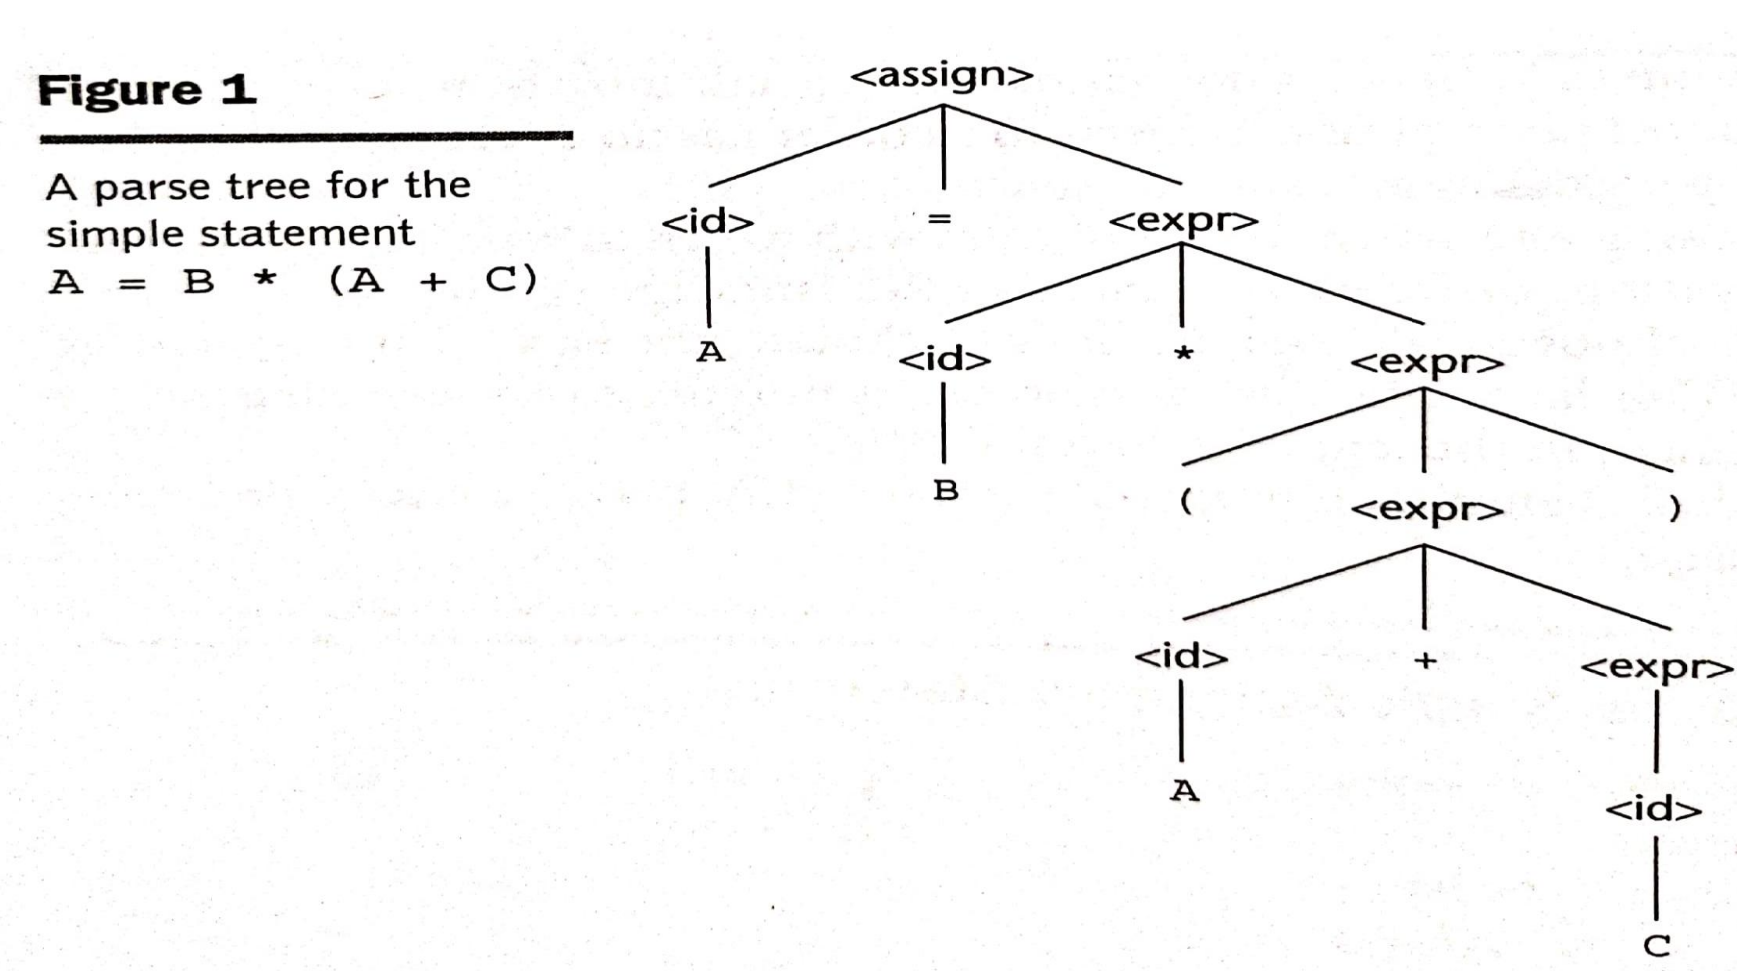 Figure 1
A parse tree for the
simple statement
A = B * (A + C)
<assign>
<id> = <expr>
A <id> * <expr>
B ( <expr> )
<id> + <expr>
A <id>
C